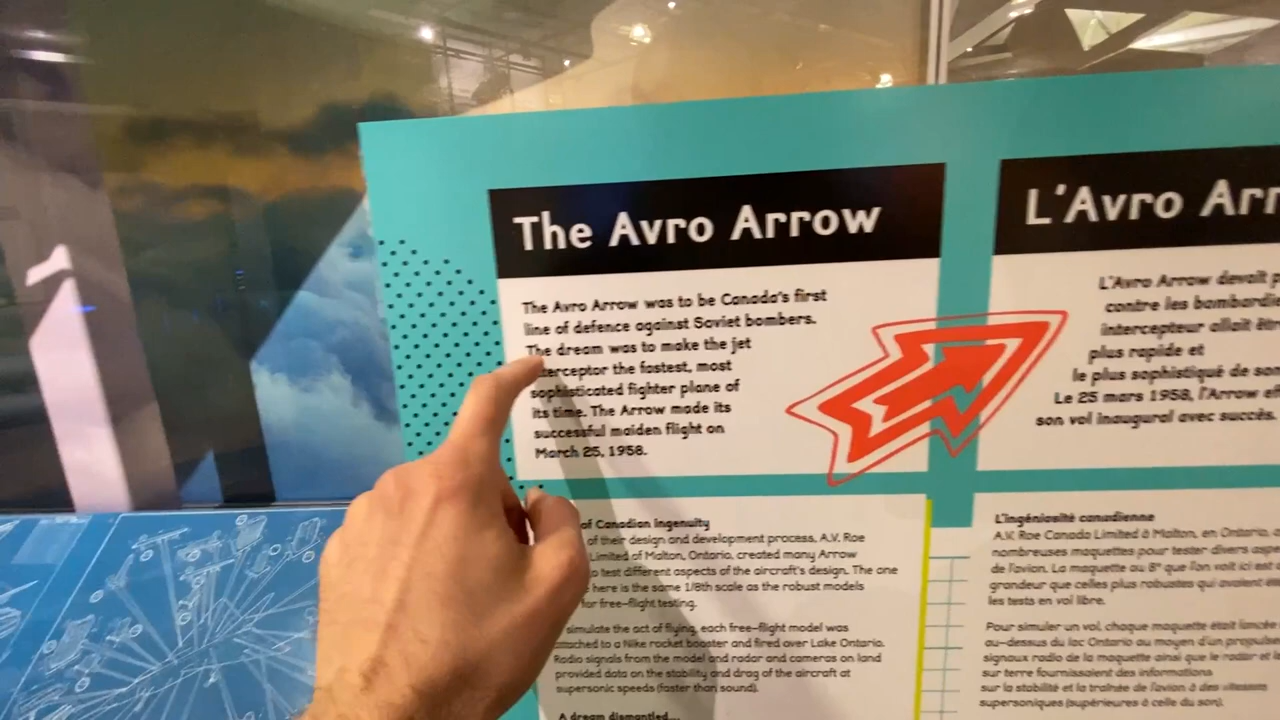 The Avro Arrow
The Avro Arrow was to be Canada's first
line of defence against Soviet bombers.
The dream was to make the jet
the fastest, most
sophisticated fighter plane of
its time. The Arrow made its
successful maiden flight on
March 25, 1958.
of Canadian Ingenuity
of their design and development process, A.V. Roe
Limited of Malton, Ontario, created many Arrow
to test different aspects of the aircraft's design. The one
here is the same 1/8th scale as the robust models
for free-flight testing.
simulate the act of flying, each free-flight model was
attached to a Nike rocket booster and fired over Lake Ontario.
Radio signals from the model and radar and cameras on land
provided data on the stability and drag of the aircraft at
supersonic speeds (faster than sound).
A dream dismantled...
L'Avro
L'Avro Arrow devait
contre les
intercepteur allait
plus rapide et
le plus sophistiqué de son
Le 25 mars 1958, l'Arrow
son vol inaugural avec succès.
L'ingéniosité canadienne
A.V. Roe Canada Limited à Malton, en Ontario,
nombreuses maquettes pour tester divers
de l'avion. La maquette au 8e que l'on voit ici est
grandeur que celles plus robustes qui avaient
les tests en vol libre.
Pour simuler un vol, chaque maquette était
au-dessus du lac Ontario au moyen d'un
signaux radio de la maquette ainsi que le radar et
sur terre fournissaient des informations
sur la stabilité et la traînée de l'avion à des vitesses
supersoniques (supérieures à celle du son).